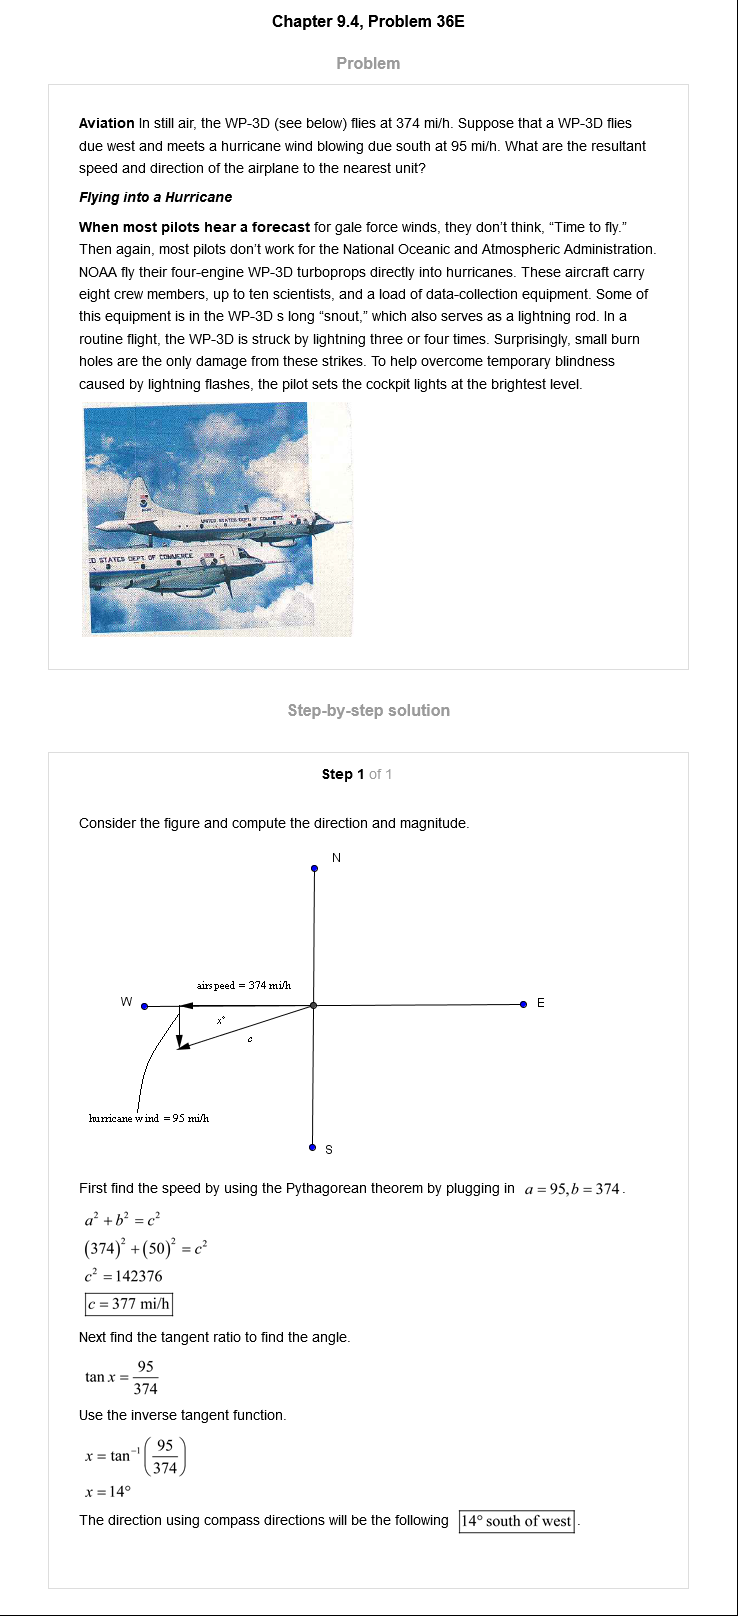 Chapter 9.4, Problem 36E
Problem
Aviation In still air, the WP-3D (see below) flies at 374 mi/h. Suppose that a WP-3D flies
due west and meets a hurricane wind blowing due south at 95 mi/h. What are the resultant
speed and direction of the airplane to the nearest unit?
Flying into a Hurricane
When most pilots hear a forecast for gale force winds, they don't think, “Time to fly.”
Then again, most pilots don't work for the National Oceanic and Atmospheric Administration.
NOAA fly their four-engine WP-3D turboprops directly into hurricanes. These aircraft carry
eight crew members, up to ten scientists, and a load of data-collection equipment. Some of
this equipment is in the WP-3D s long “snout,” which also serves as a lightning rod. In a
routine flight, the WP-3D is struck by lightning three or four times. Surprisingly, small burn
holes are the only damage from these strikes. To help overcome temporary blindness
caused by lightning flashes, the pilot sets the cockpit lights at the brightest level.
UNITED STATES DEPT. OF COMMERCE
ED STATES DEPT. OF COMMERCE
Step-by-step solution
Step 1 of 1
Consider the figure and compute the direction and magnitude.
N
airspeed = 374 mi/h
W
E
x°
c
hurricane wind = 95 mi/h
S
First find the speed by using the Pythagorean theorem by plugging in a = 95, b = 374.
a² + b² = c²
(374)² + (50)² = c²
c² = 142376
c = 377 mi/h
Next find the tangent ratio to find the angle.
tan x = 95/374
Use the inverse tangent function.
x = tan⁻¹(95/374)
x = 14°
The direction using compass directions will be the following 14° south of west.